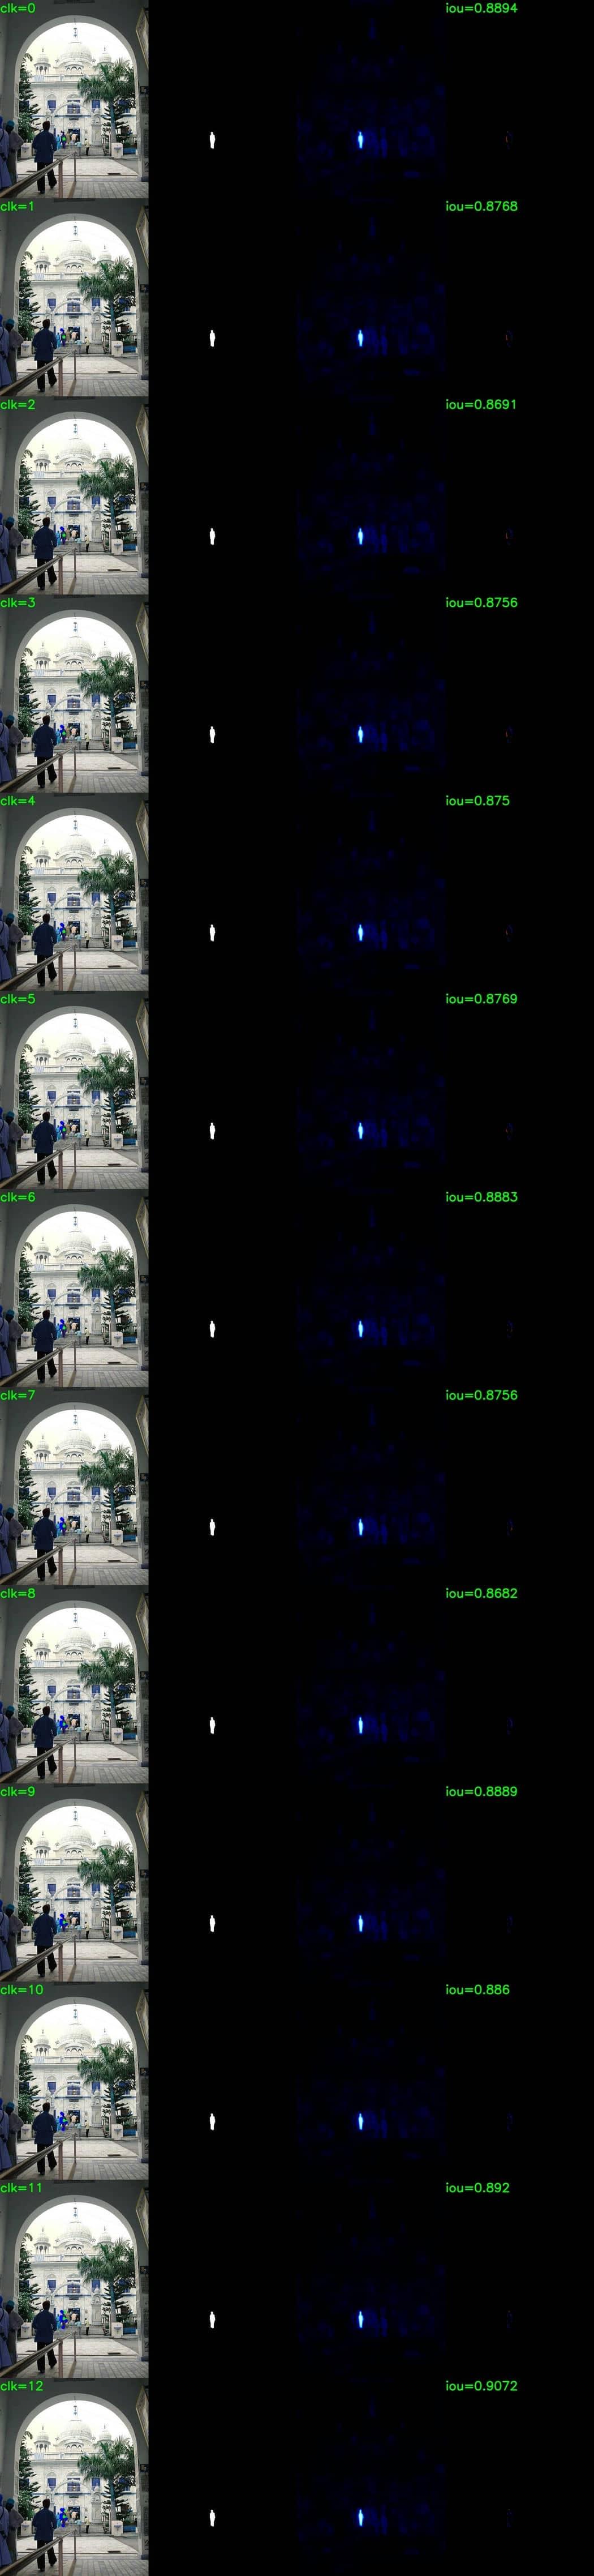 clk=0 iou=0.8894
clk=1 iou=0.8768
clk=2 iou=0.8691
clk=3 iou=0.8756
clk=4 iou=0.875
clk=5 iou=0.8769
clk=6 iou=0.8883
clk=7 iou=0.8756
clk=8 iou=0.8682
clk=9 iou=0.8889
clk=10 iou=0.886
clk=11 iou=0.892
clk=12 iou=0.9072